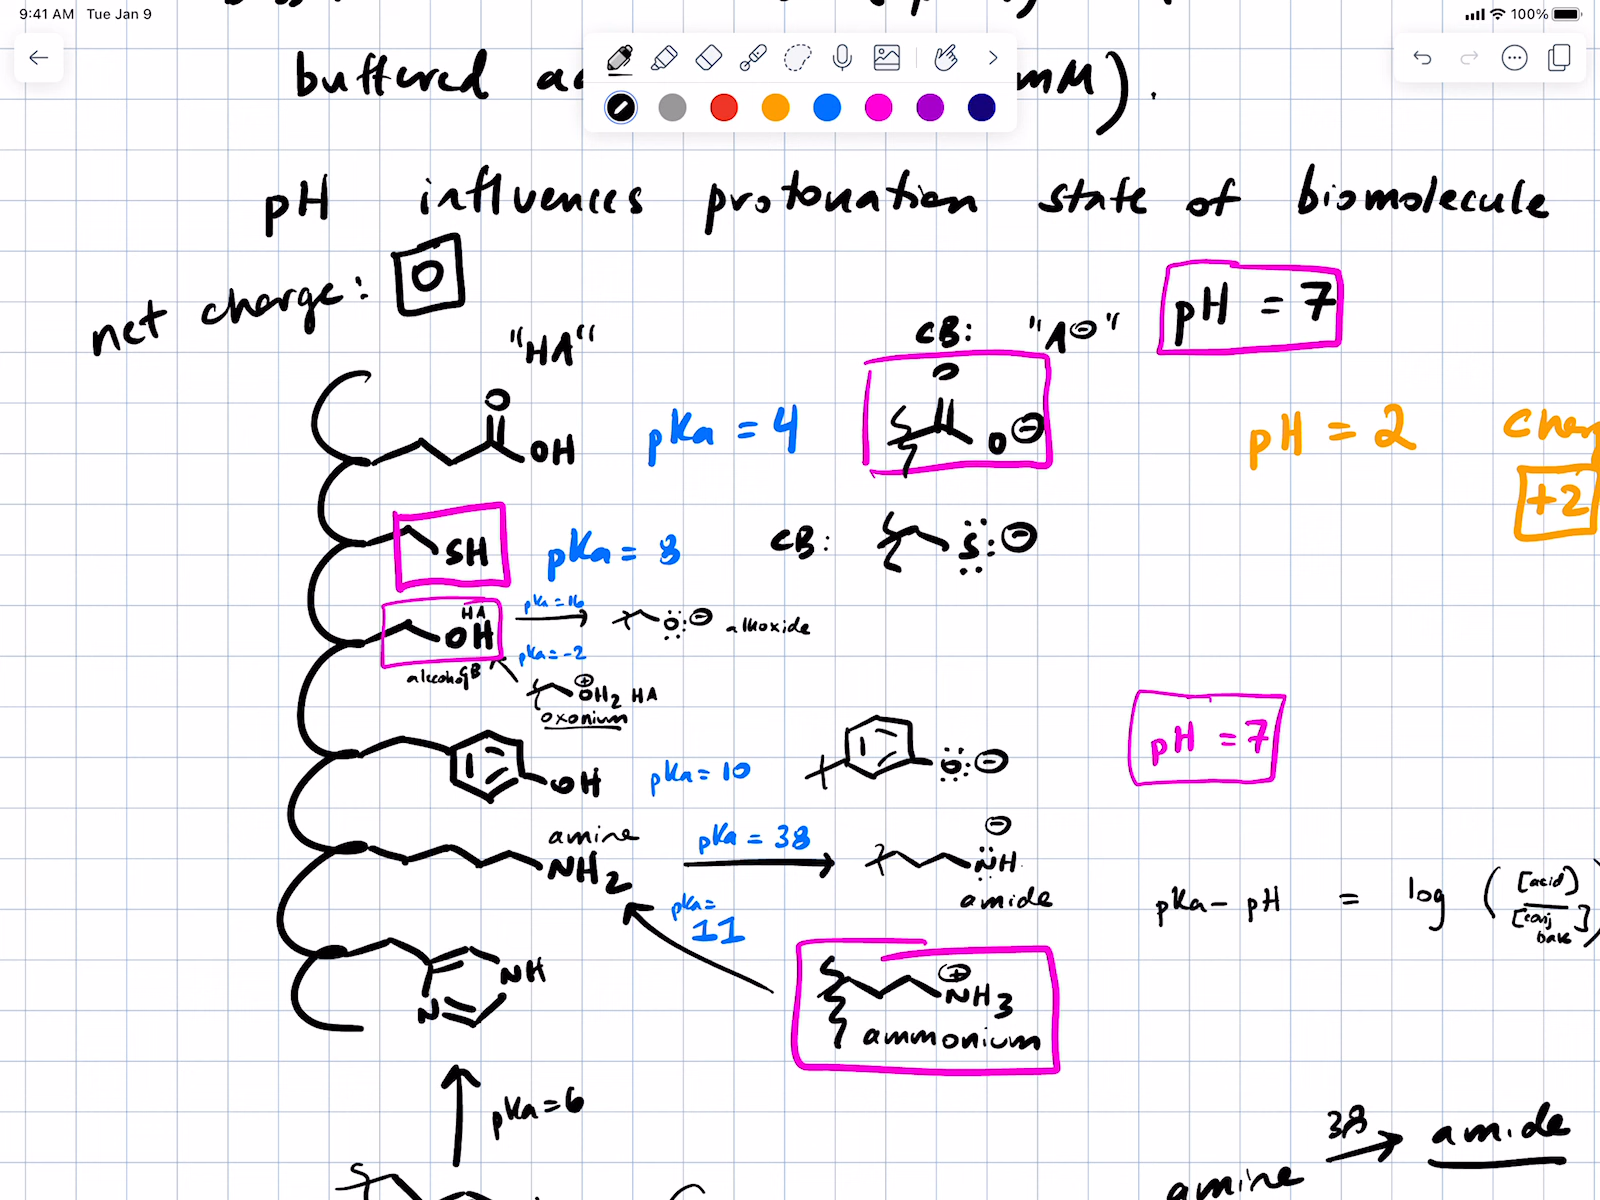 9:41 AM Tue Jan 9
100%
buffered
mM).
pH influences protonation state of biomolecule
net charge: 0
"HA"
CB: "A⊖"
pH = 7
O
OH
pKa = 4
O
O⊖
pH = 2
+2
SH
pKa = 8
CB:
S:⊖
HA
OH
pKa=16
O:⊖ alkoxide
pKa=-2
alcohol
CB
⊕
OH2 HA
oxonium
OH
pKa=10
O:⊖
pH =7
amine
NH2
pKa = 38
⊖
NH
amide
pKa=
11
pKa- pH = log ([acid]
[conj
base])
NH
N
⊕
NH3
ammonium
pKa=6
38
amide
amine